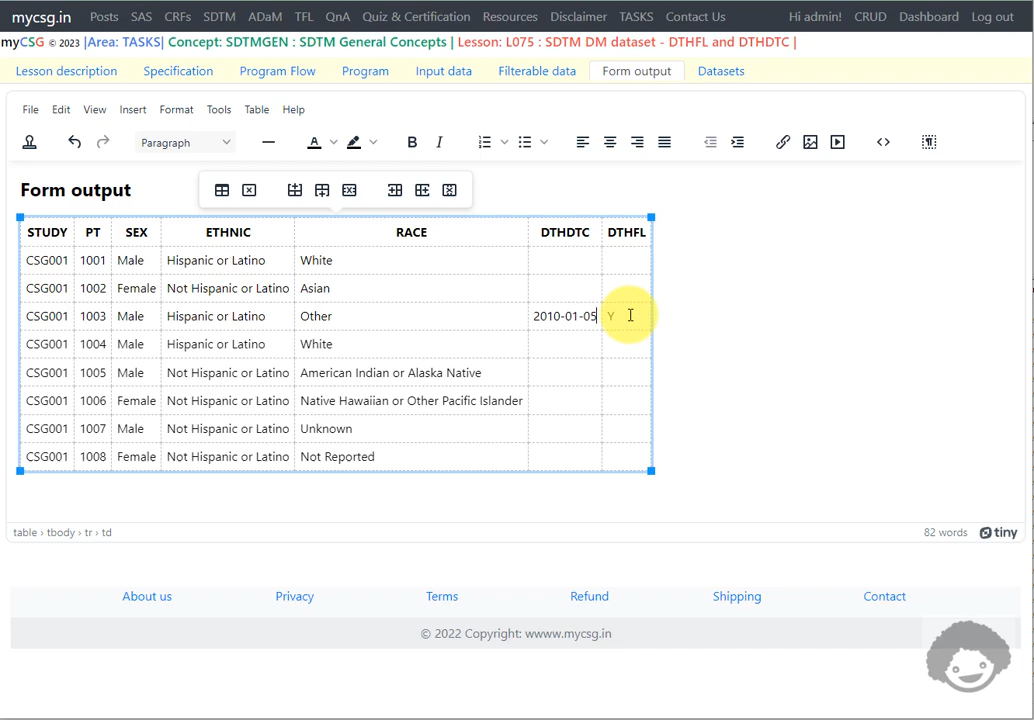 mycsg.in Posts SAS CRFs SDTM ADaM TFL QnA Quiz & Certification Resources Disclaimer TASKS Contact Us Hi admin! CRUD Dashboard Log out
myCSG © 2023 |Area: TASKS| Concept: SDTMGEN : SDTM General Concepts | Lesson: L075 : SDTM DM dataset - DTHFL and DTHDTC |
Lesson description Specification Program Flow Program Input data Filterable data Form output Datasets
File Edit View Insert Format Tools Table Help
Paragraph A B I
Form output
STUDY PT SEX ETHNIC RACE DTHDTC DTHFL
CSG001 1001 Male Hispanic or Latino White
CSG001 1002 Female Not Hispanic or Latino Asian
CSG001 1003 Male Hispanic or Latino Other 2010-01-05 Y
CSG001 1004 Male Hispanic or Latino White
CSG001 1005 Male Not Hispanic or Latino American Indian or Alaska Native
CSG001 1006 Female Not Hispanic or Latino Native Hawaiian or Other Pacific Islander
CSG001 1007 Male Not Hispanic or Latino Unknown
CSG001 1008 Female Not Hispanic or Latino Not Reported
table › tbody › tr › td 82 words tiny
About us Privacy Terms Refund Shipping Contact
© 2022 Copyright: wwww.mycsg.in